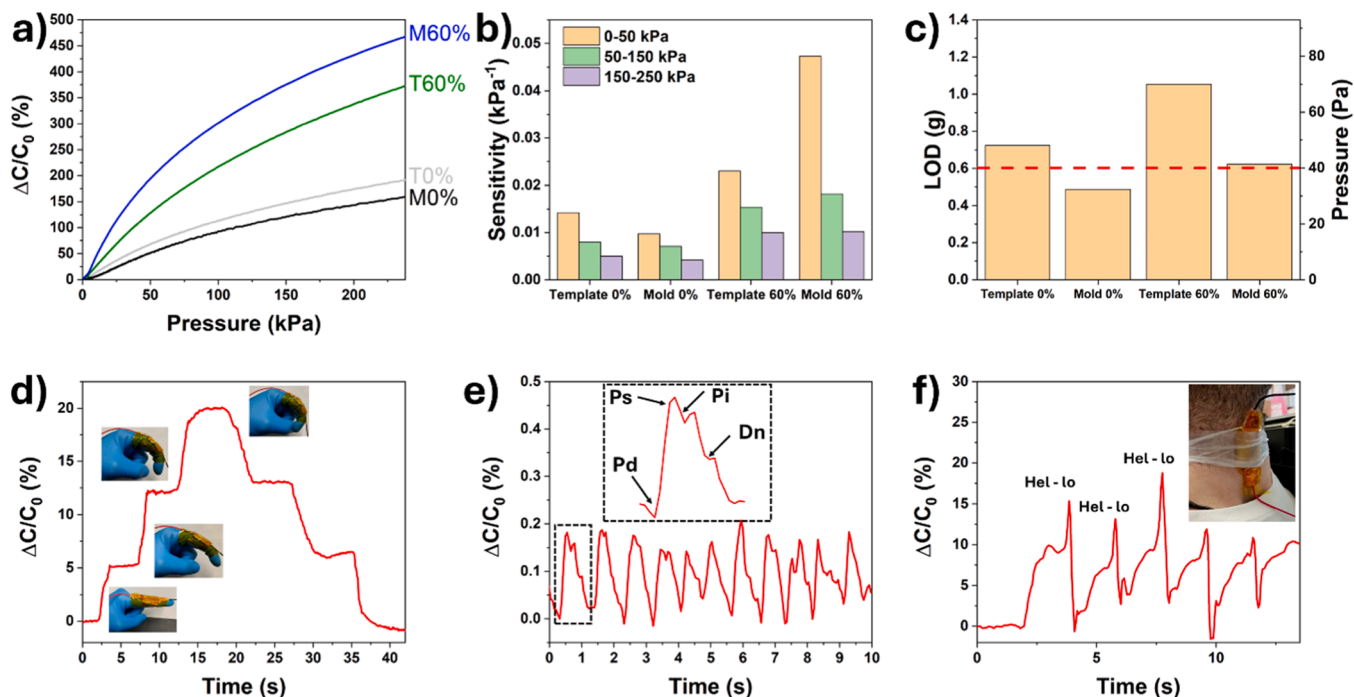 a)
500
450
400
350
300
250
200
150
100
50
0
ΔC/C₀ (%)
M60%
T60%
T0%
M0%
0 50 100 150 200
Pressure (kPa)
b)
0.05
0.04
0.03
0.02
0.01
0.00
Sensitivity (kPa⁻¹)
0-50 kPa
50-150 kPa
150-250 kPa
Template 0% Mold 0% Template 60% Mold 60%
c)
1.4
1.2
1.0
0.8
0.6
0.4
0.2
0.0
LOD (g)
80
60
40
20
0
Pressure (Pa)
Template 0% Mold 0% Template 60% Mold 60%
d)
20
15
10
5
0
ΔC/C₀ (%)
0 5 10 15 20 25 30 35 40
Time (s)
e)
0.5
0.4
0.3
0.2
0.1
0.0
ΔC/C₀ (%)
Ps
Pi
Dn
Pd
0 1 2 3 4 5 6 7 8 9 10
Time (s)
f)
30
25
20
15
10
5
0
ΔC/C₀ (%)
Hel - lo
Hel - lo
Hel - lo
0 5 10
Time (s)